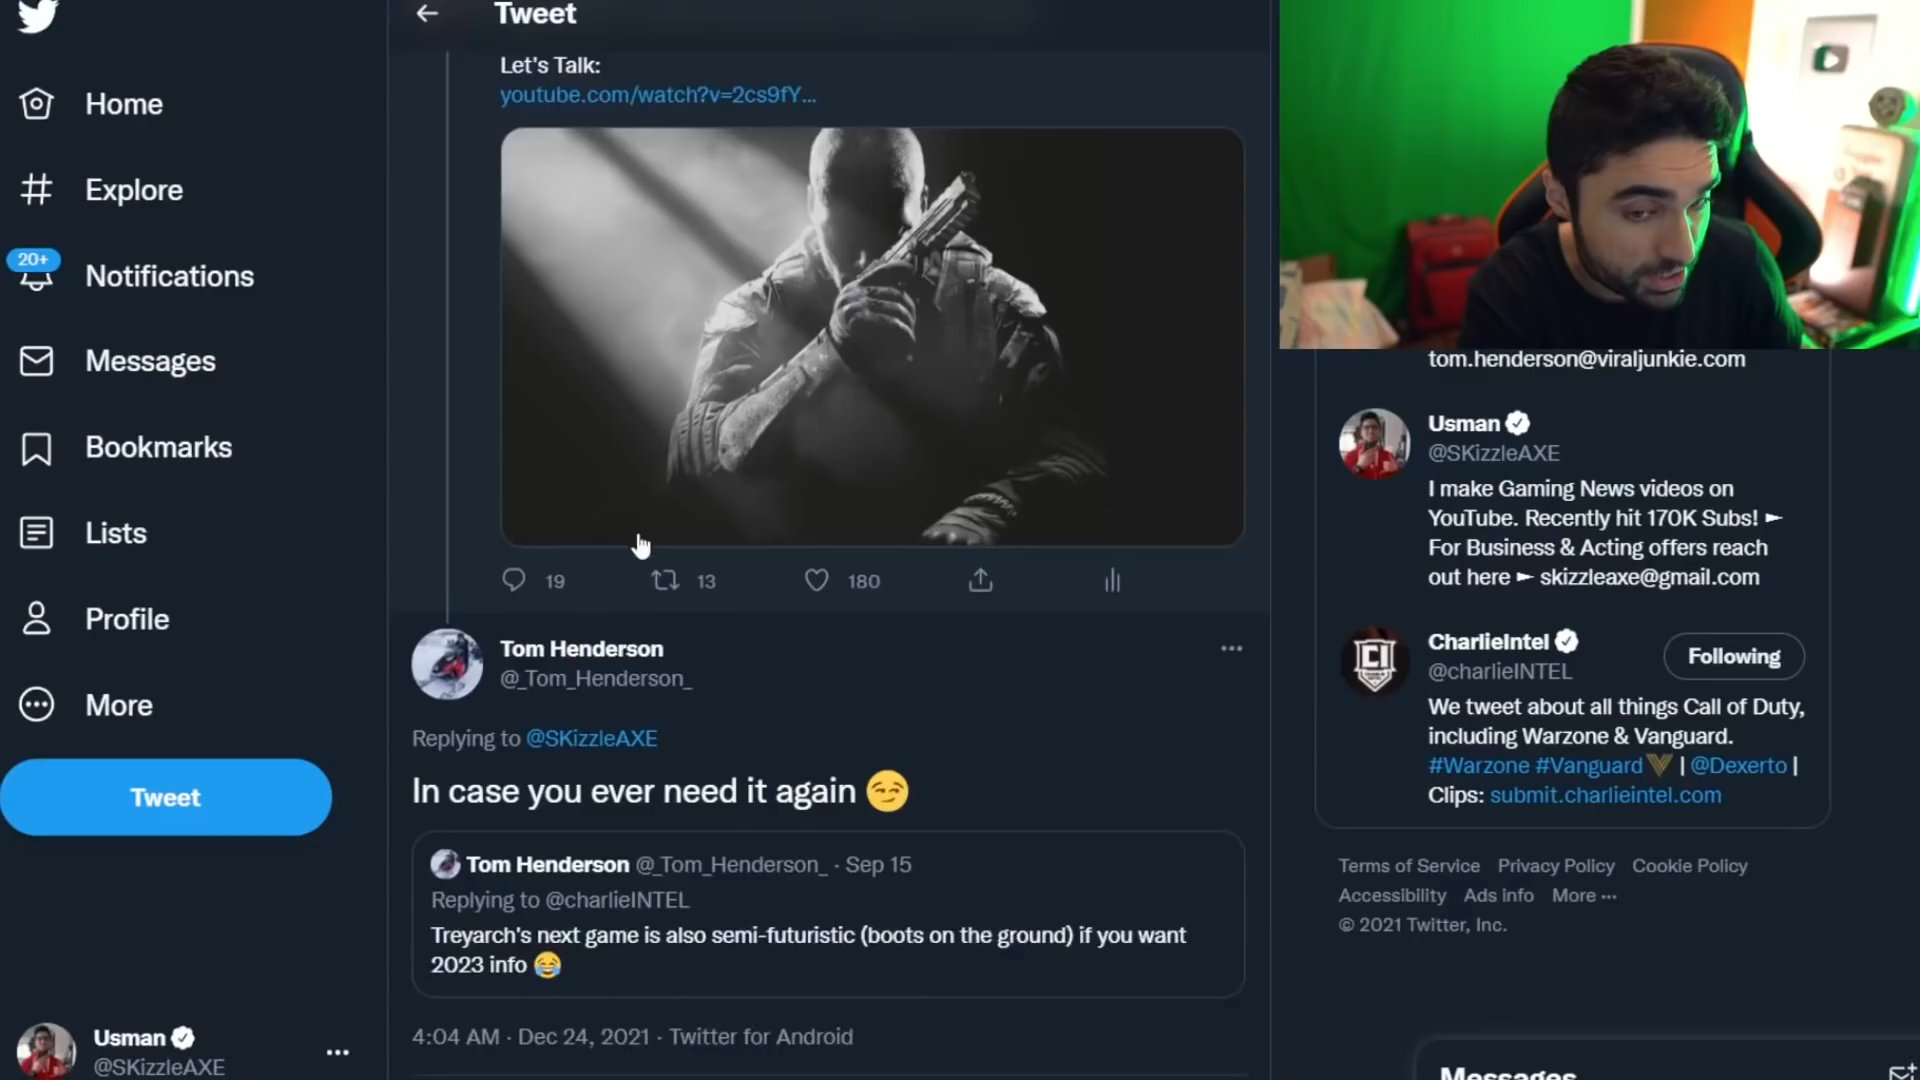 Tweet
Let's Talk:
youtube.com/watch?v=2cs9fY...
Home
Explore
20+
Notifications
Messages
Bookmarks
Lists
Profile
More
Tweet
Usman
@SKizzleAXE
19
13
180
Tom Henderson
@_Tom_Henderson_
Replying to @SKizzleAXE
In case you ever need it again 😏
Tom Henderson @_Tom_Henderson_ · Sep 15
Replying to @charlieINTEL
Treyarch's next game is also semi-futuristic (boots on the ground) if you want
2023 info 😂
4:04 AM · Dec 24, 2021 · Twitter for Android
tom.henderson@viraljunkie.com
Usman
@SKizzleAXE
I make Gaming News videos on
YouTube. Recently hit 170K Subs! ►
For Business & Acting offers reach
out here ► skizzleaxe@gmail.com
CharlieIntel
@charlieINTEL
Following
We tweet about all things Call of Duty,
including Warzone & Vanguard.
#Warzone #Vanguard | @Dexerto |
Clips: submit.charlieintel.com
Terms of Service Privacy Policy Cookie Policy
Accessibility Ads info More ···
© 2021 Twitter, Inc.
Messages